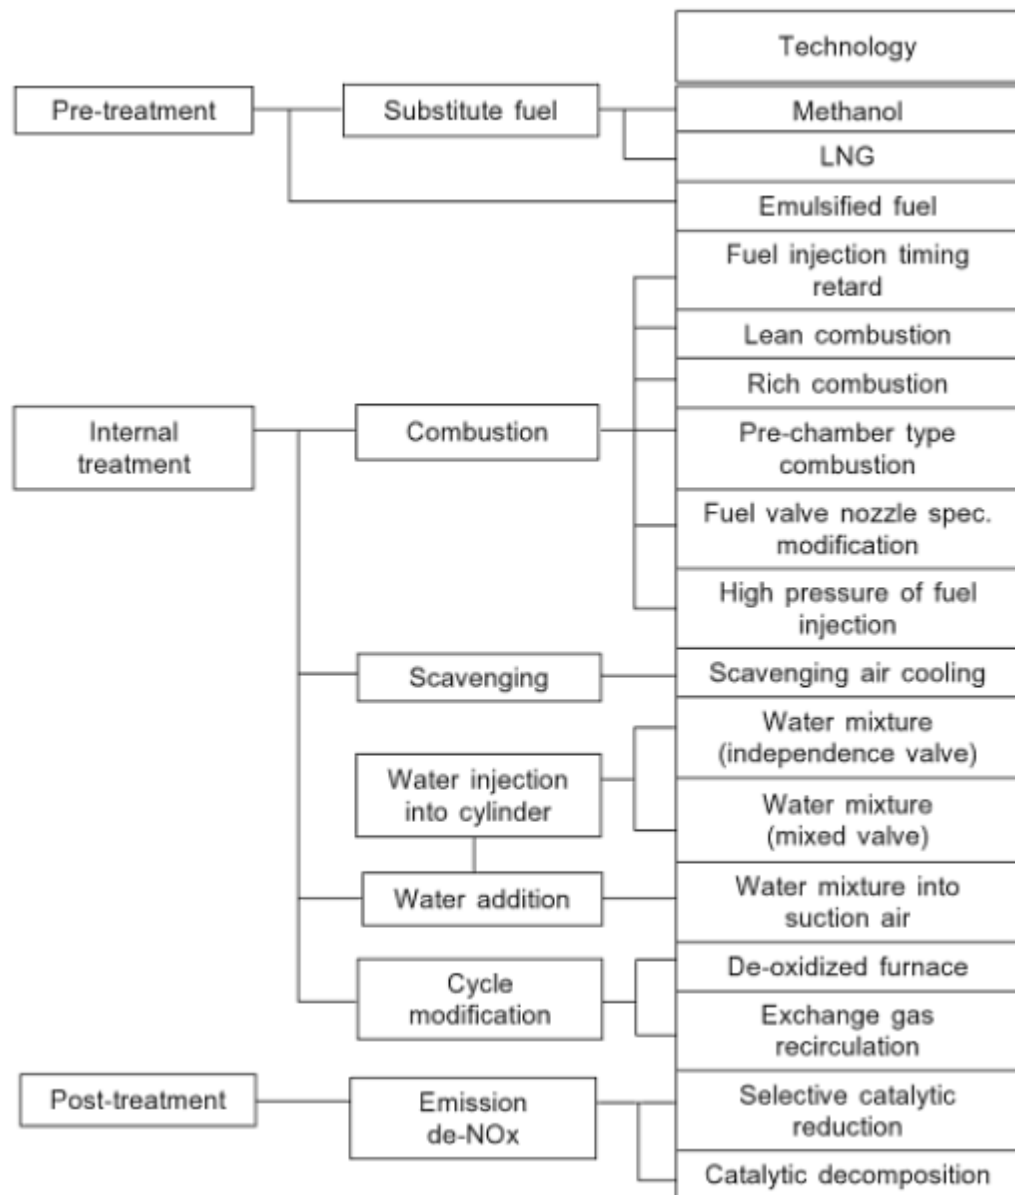 Technology
Pre-treatment
Substitute fuel
Methanol
LNG
Emulsified fuel
Fuel injection timing
retard
Lean combustion
Rich combustion
Internal
treatment
Combustion
Pre-chamber type
combustion
Fuel valve nozzle spec.
modification
High pressure of fuel
injection
Scavenging
Scavenging air cooling
Water injection
into cylinder
Water mixture
(independence valve)
Water mixture
(mixed valve)
Water addition
Water mixture into
suction air
Cycle
modification
De-oxidized furnace
Exchange gas
recirculation
Post-treatment
Emission
de-NOx
Selective catalytic
reduction
Catalytic decomposition